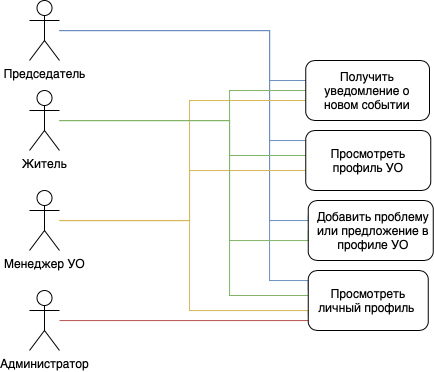 Председатель
Получить
уведомление о
новом событии
Житель
Просмотреть
профиль УО
Добавить проблему
или предложение в
профиле УО
Менеджер УО
Просмотреть
личный профиль
Администратор